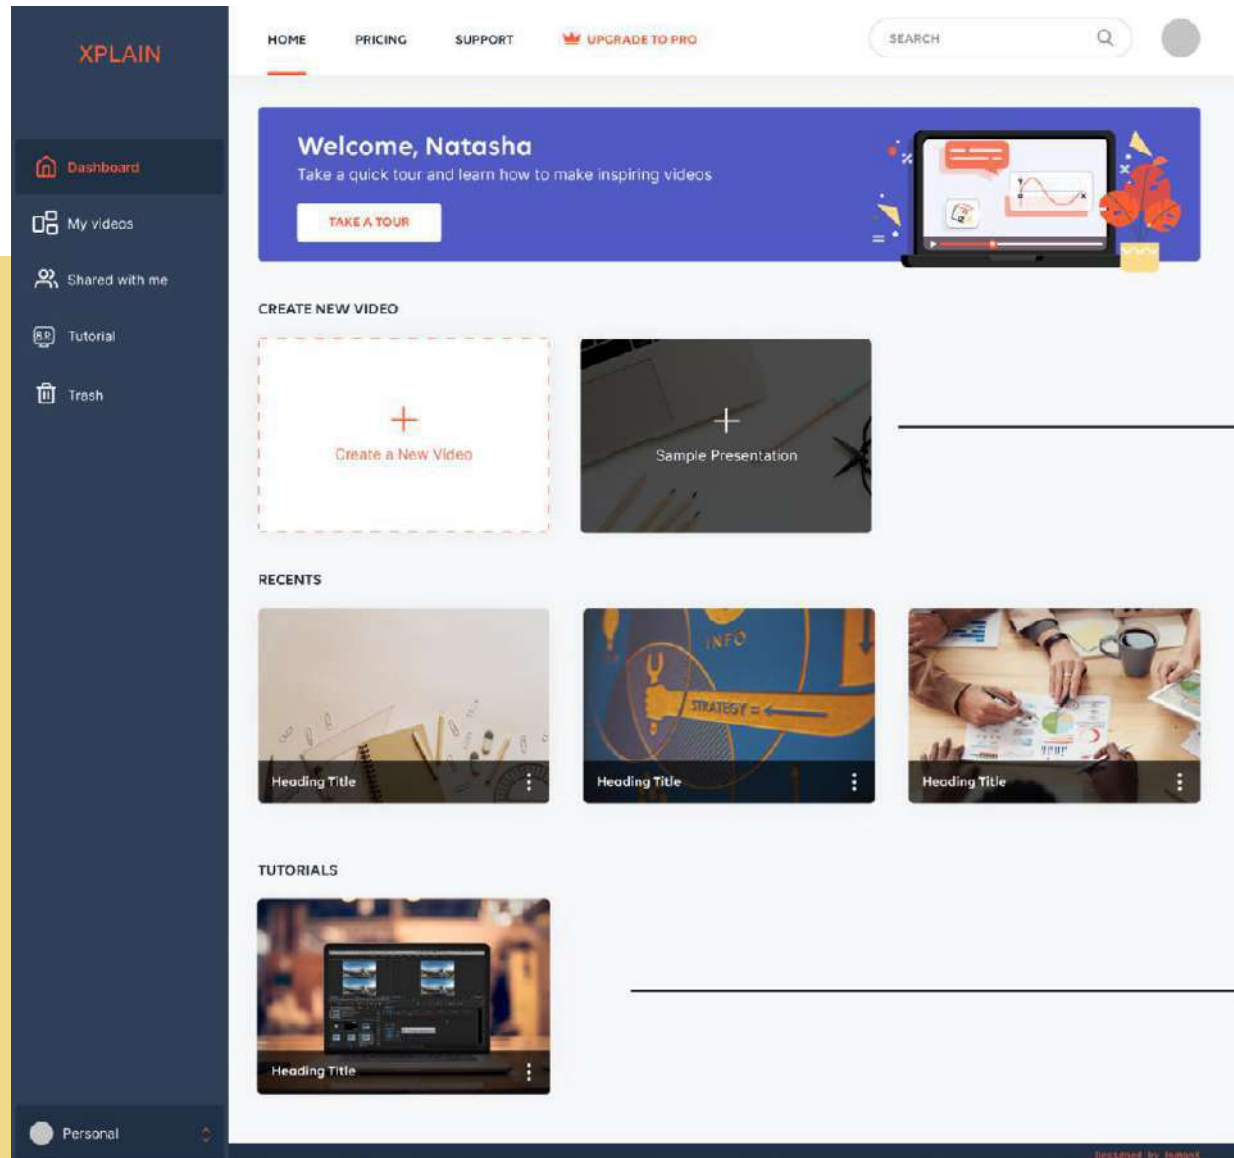 XPLAIN
HOME
PRICING
SUPPORT
UPGRADE TO PRO
SEARCH
Dashboard
My videos
Shared with me
Tutorial
Trash
Personal
Welcome, Natasha
Take a quick tour and learn how to make inspiring videos
TAKE A TOUR
CREATE NEW VIDEO
Create a New Video
Sample Presentation
RECENTS
Heading Title
INFO
STRATEGY =
Heading Title
Heading Title
TUTORIALS
Heading Title
Designed by